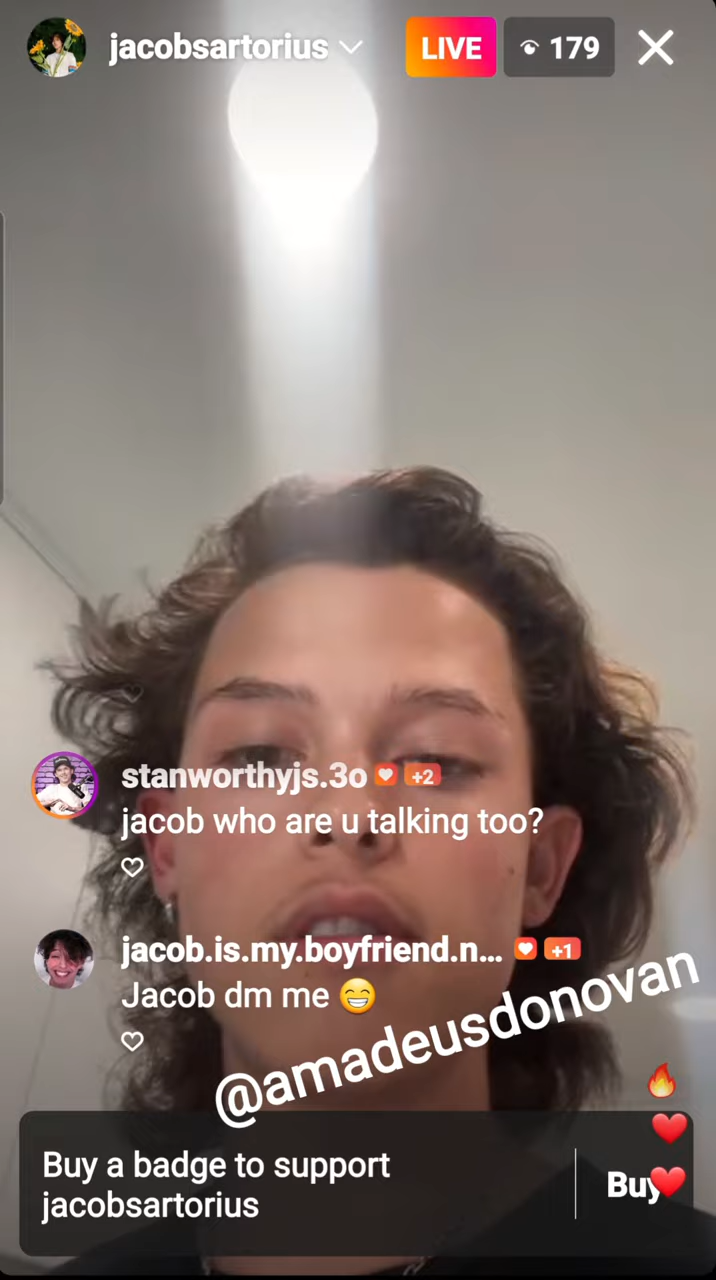 jacobsartorius
LIVE
179
stanworthyjs.3o
+2
jacob who are u talking too?
jacob.is.my.boyfriend.n...
+1
Jacob dm me 😁
@amadeusdonovan
Buy a badge to support
jacobsartorius
Buy